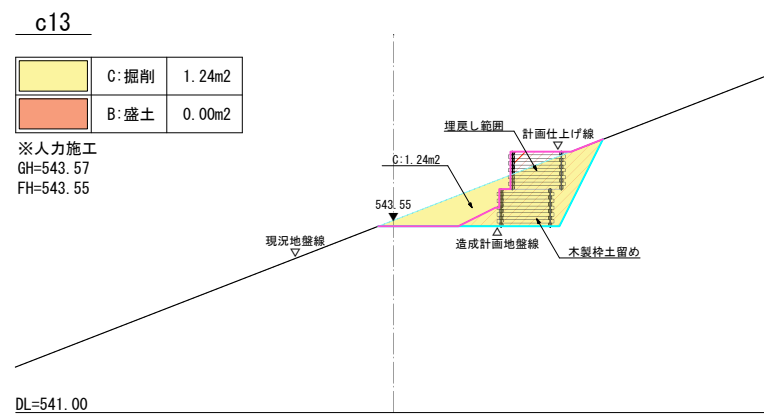 c13
C:掘削 1.24m2
B:盛土 0.00m2
※人力施工
GH=543.57
FH=543.55
埋戻し範囲
計画仕上げ線
C:1.24m2
543.55
現況地盤線
造成計画地盤線
木製枠土留め
DL=541.00